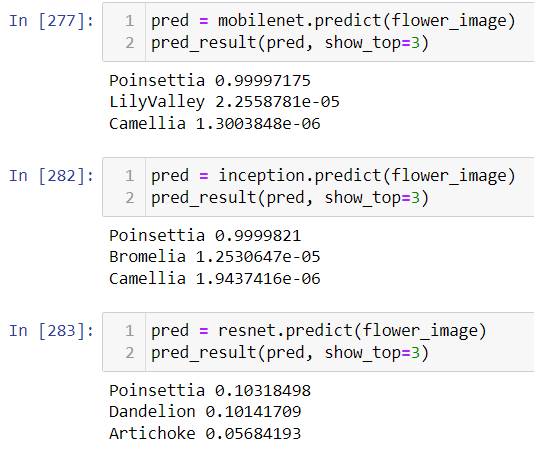 In [277]: 1 pred = mobilenet.predict(flower_image)
2 pred_result(pred, show_top=3)
Poinsettia 0.99997175
LilyValley 2.2558781e-05
Camellia 1.3003848e-06
In [282]: 1 pred = inception.predict(flower_image)
2 pred_result(pred, show_top=3)
Poinsettia 0.9999821
Bromelia 1.2530647e-05
Camellia 1.9437416e-06
In [283]: 1 pred = resnet.predict(flower_image)
2 pred_result(pred, show_top=3)
Poinsettia 0.10318498
Dandelion 0.10141709
Artichoke 0.05684193